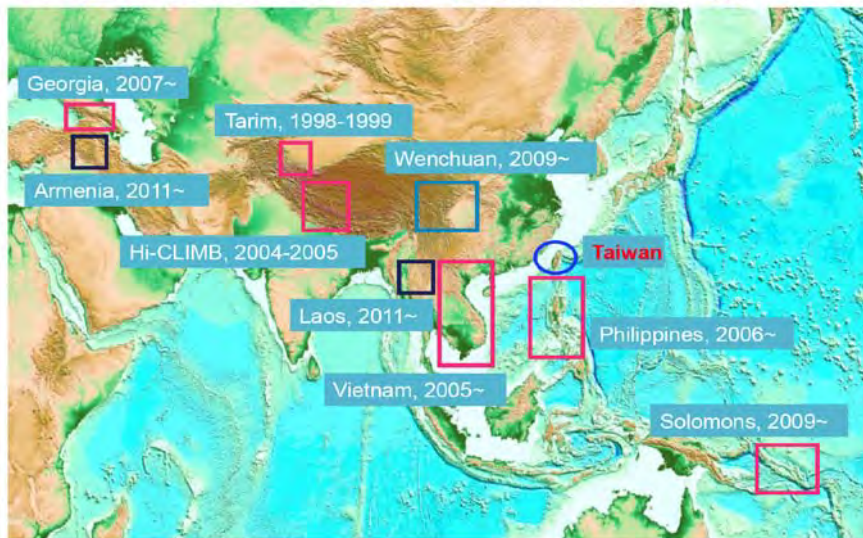 Georgia, 2007~
Tarim, 1998-1999
Wenchuan, 2009~
Armenia, 2011~
Hi-CLIMB, 2004-2005
Taiwan
Laos, 2011~
Philippines, 2006~
Vietnam, 2005~
Solomons, 2009~